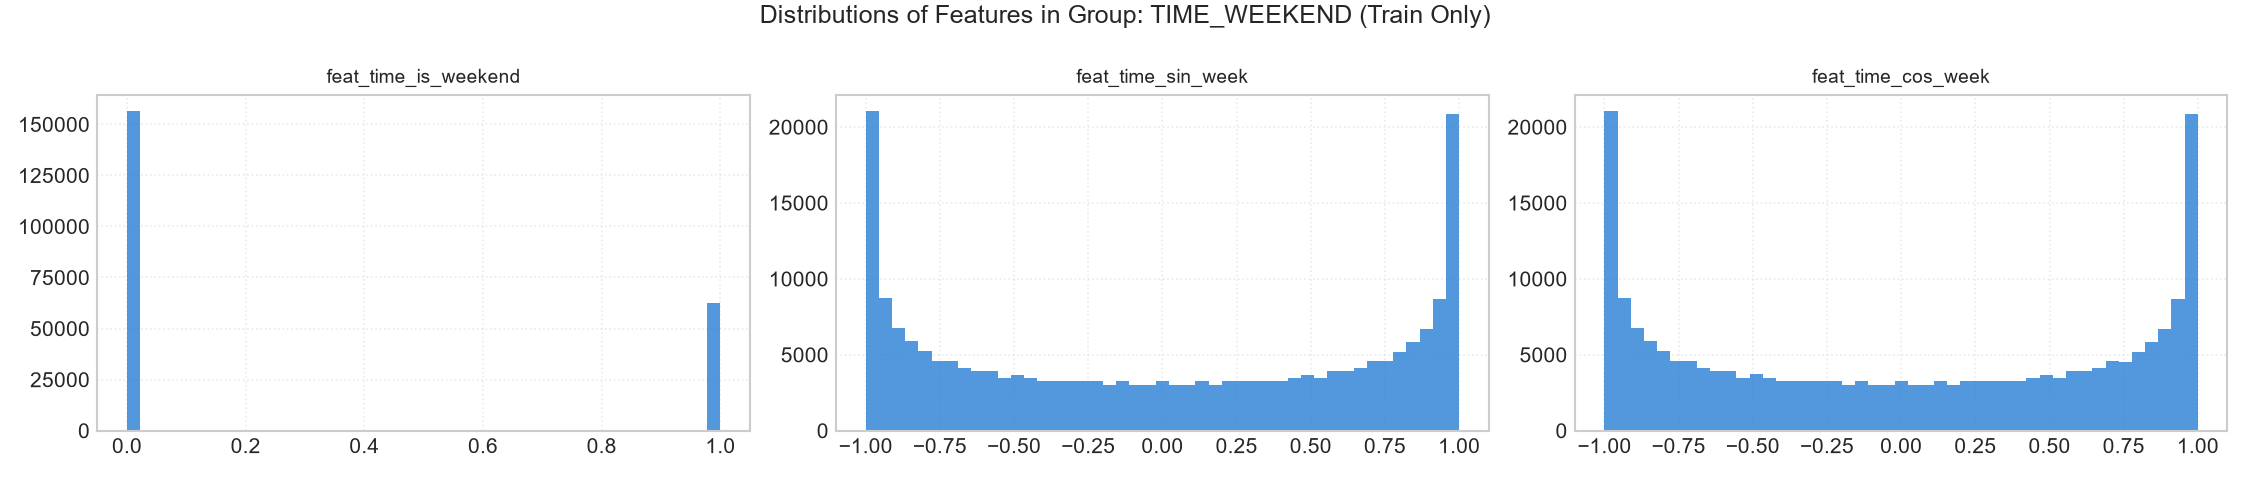 Distributions of Features in Group: TIME_WEEKEND (Train Only)
feat_time_is_weekend
150000
125000
100000
75000
50000
25000
0
0.0 0.2 0.4 0.6 0.8 1.0
feat_time_sin_week
20000
15000
10000
5000
0
−1.00 −0.75 −0.50 −0.25 0.00 0.25 0.50 0.75 1.00
feat_time_cos_week
20000
15000
10000
5000
0
−1.00 −0.75 −0.50 −0.25 0.00 0.25 0.50 0.75 1.00